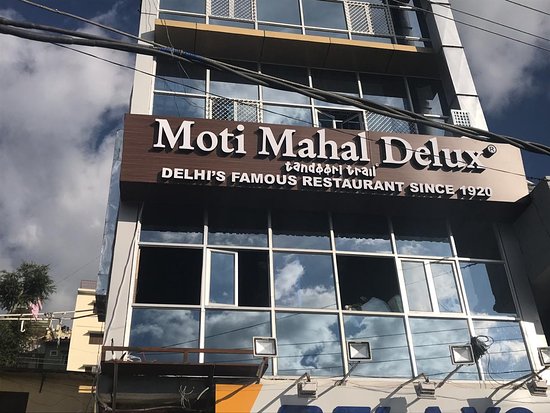 Moti Mahal Delux®
tandoori trail
DELHI'S FAMOUS RESTAURANT SINCE 1920